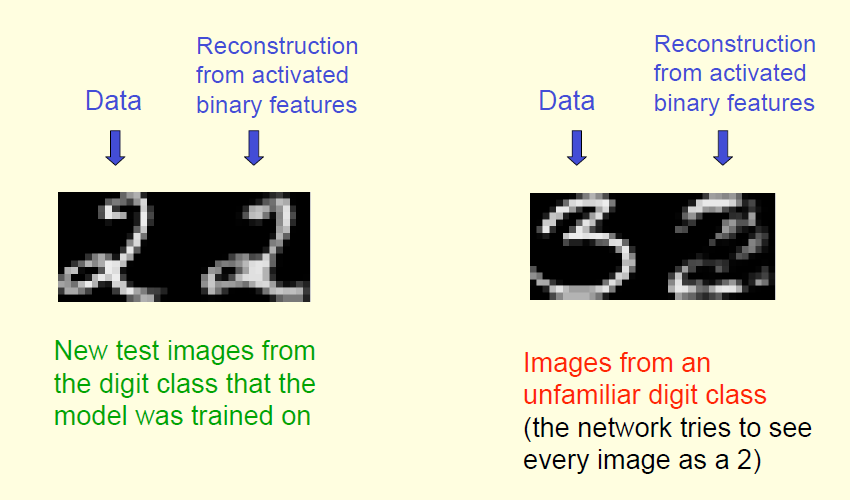 Data
Reconstruction
from activated
binary features
New test images from
the digit class that the
model was trained on
Data
Reconstruction
from activated
binary features
Images from an
unfamiliar digit class
(the network tries to see
every image as a 2)